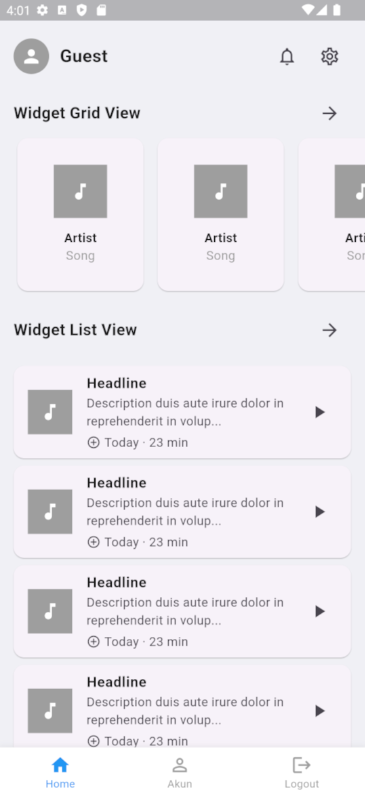 4:01
Guest
Widget Grid View
Artist
Song
Artist
Song
Arti
Sor
Widget List View
Headline
Description duis aute irure dolor in
reprehenderit in volup...
Today · 23 min
Headline
Description duis aute irure dolor in
reprehenderit in volup...
Today · 23 min
Headline
Description duis aute irure dolor in
reprehenderit in volup...
Today · 23 min
Headline
Description duis aute irure dolor in
reprehenderit in volup...
Today · 23 min
Home
Akun
Logout